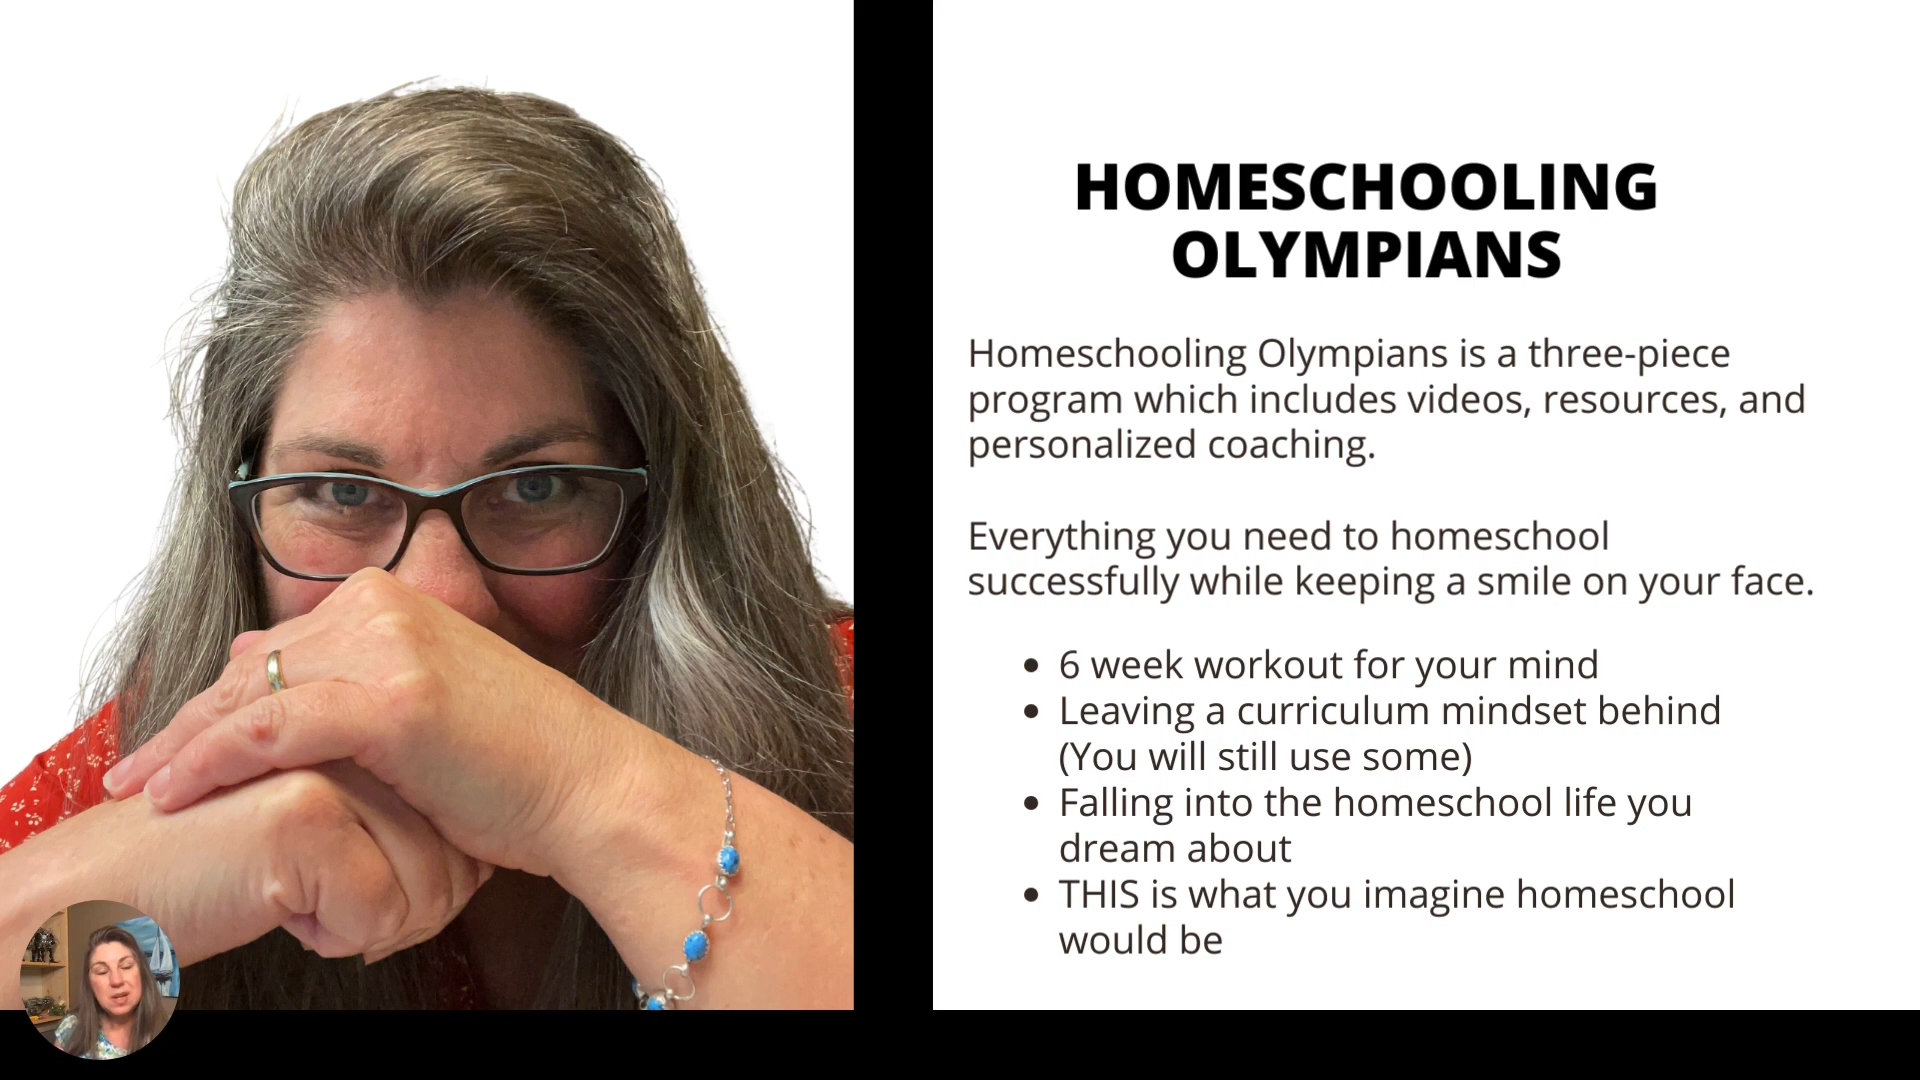 HOMESCHOOLING
OLYMPIANS
Homeschooling Olympians is a three-piece
program which includes videos, resources, and
personalized coaching.
Everything you need to homeschool
successfully while keeping a smile on your face.
• 6 week workout for your mind
• Leaving a curriculum mindset behind
(You will still use some)
• Falling into the homeschool life you
dream about
• THIS is what you imagine homeschool
would be